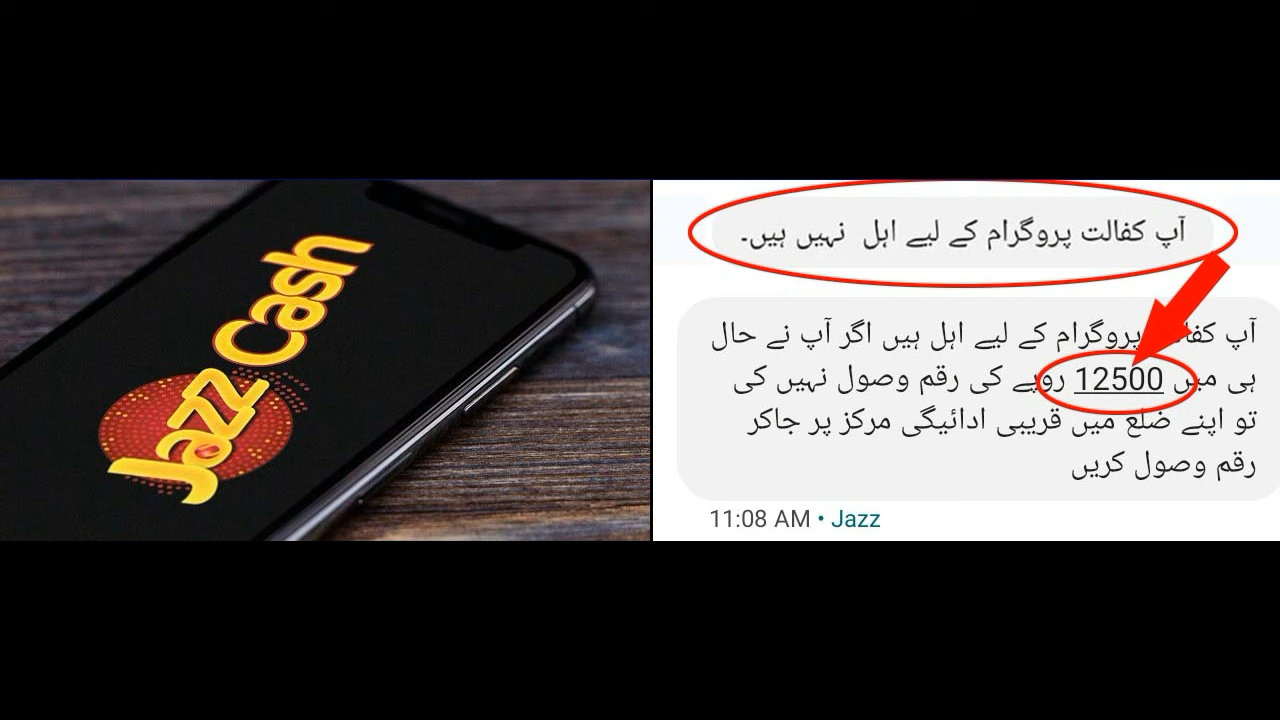 Jazz Cash
آپ کفالت پروگرام کے لیے اہل نہیں ہیں۔
آپ پروگرام کے لیے اہل ہیں اگر آپ نے حال
ہی میں 12500 روپے کی رقم وصول نہیں کی
تو اپنے ضلع میں قریبی ادائیگی مرکز پر جاکر
رقم وصول کریں
11:08 AM • Jazz